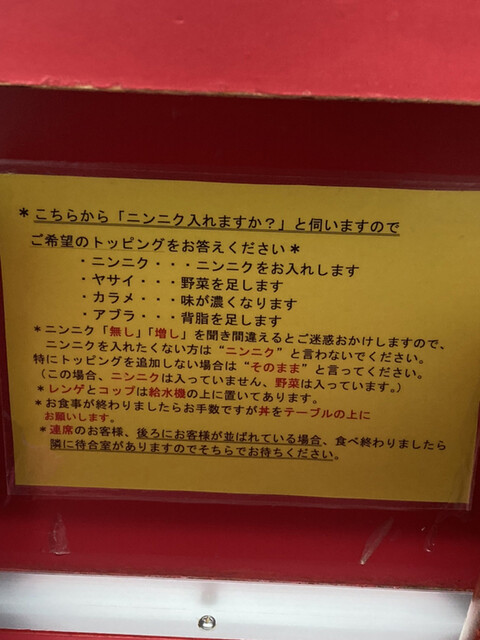 *こちらから「ニンニク入れますか?」と伺いますので
ご希望のトッピングをお答えください*
・ニンニク・・・ニンニクをお入れします
・ヤサイ・・・野菜を足します
・カラメ・・・味が濃くなります
・アブラ・・・背脂を足します
*ニンニク「無し」「増し」を聞き間違えるとご迷惑おかけしますので、
ニンニクを入れたくない方は“ニンニク”と言わないでください。
特にトッピングを追加しない場合は“そのまま”と言ってください。
(この場合、ニンニクは入っていません、野菜は入っています。)
*レンゲとコップは給水機の上に置いてあります。
*お食事が終わりましたらお手数ですが丼をテーブルの上に
お願いします。
*連席のお客様、後ろにお客様が並ばれている場合、食べ終わりましたら
隣に待合室がありますのでそちらでお待ちください。